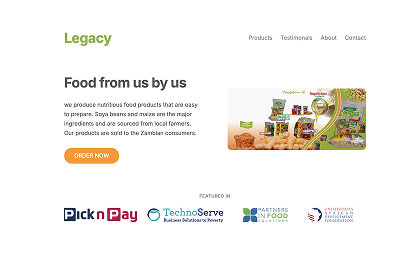 Legacy
Products Testimonials About Contact
Food from us by us
we produce nutritious food products that are easy
to prepare. Soya beans and maize are the major
ingredients and are sourced from local farmers.
Our products are sold to the Zambian consumers.
ORDER NOW
FEATURED IN
Pick n Pay
TechnoServe
Business Solutions to Poverty
PARTNERS
IN FOOD
SOLUTIONS
UNITED STATES
AFRICAN
DEVELOPMENT
FOUNDATION